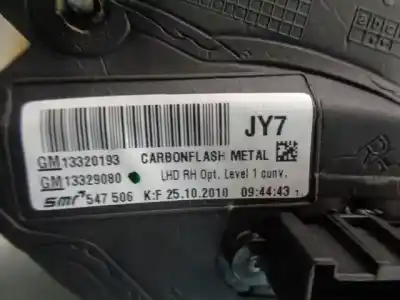 JY7
GM13320193 CARBONFLASH METAL
GM13329080 LHD RH Opt. Level 1 cunv.
smr 547 506 K:F 25.10.2010 09:44:43